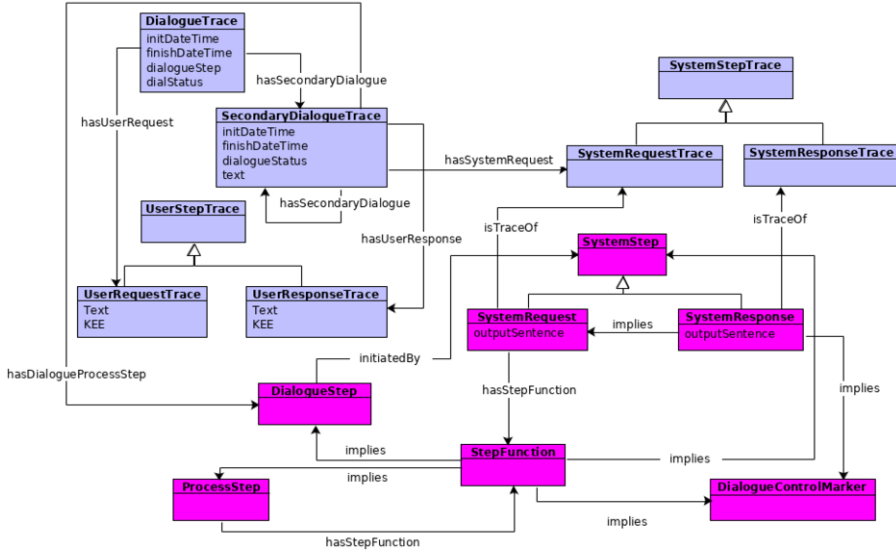 DialogueTrace
initDateTime
finishDateTime
dialogueStep
dialStatus
hasSecondaryDialogue
SystemStepTrace
hasUserRequest
SecondaryDialogueTrace
initDateTime
finishDateTime
dialogueStatus
text
hasSystemRequest
SystemRequestTrace
SystemResponseTrace
hasSecondaryDialogue
UserStepTrace
isTraceOf
isTraceOf
hasUserResponse
SystemStep
UserRequestTrace
Text
KEE
UserResponseTrace
Text
KEE
SystemRequest
outputSentence
implies
SystemResponse
outputSentence
initiatedBy
hasDialogueProcessStep
DialogueStep
hasStepFunction
implies
implies
StepFunction
implies
implies
ProcessStep
DialogueControlMarker
implies
hasStepFunction